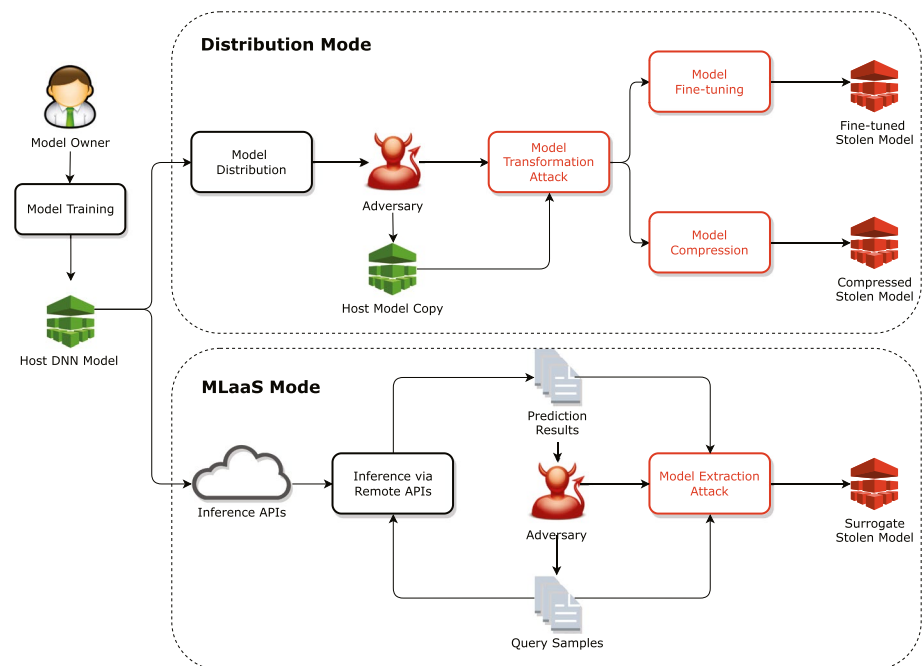 Distribution Mode
Model Owner
Model Training
Host DNN Model
Model
Distribution
Adversary
Host Model Copy
Model
Transformation
Attack
Model
Fine-tuning
Fine-tuned
Stolen Model
Model
Compression
Compressed
Stolen Model
MLaaS Mode
Inference APIs
Inference via
Remote APIs
Prediction
Results
Adversary
Query Samples
Model Extraction
Attack
Surrogate
Stolen Model